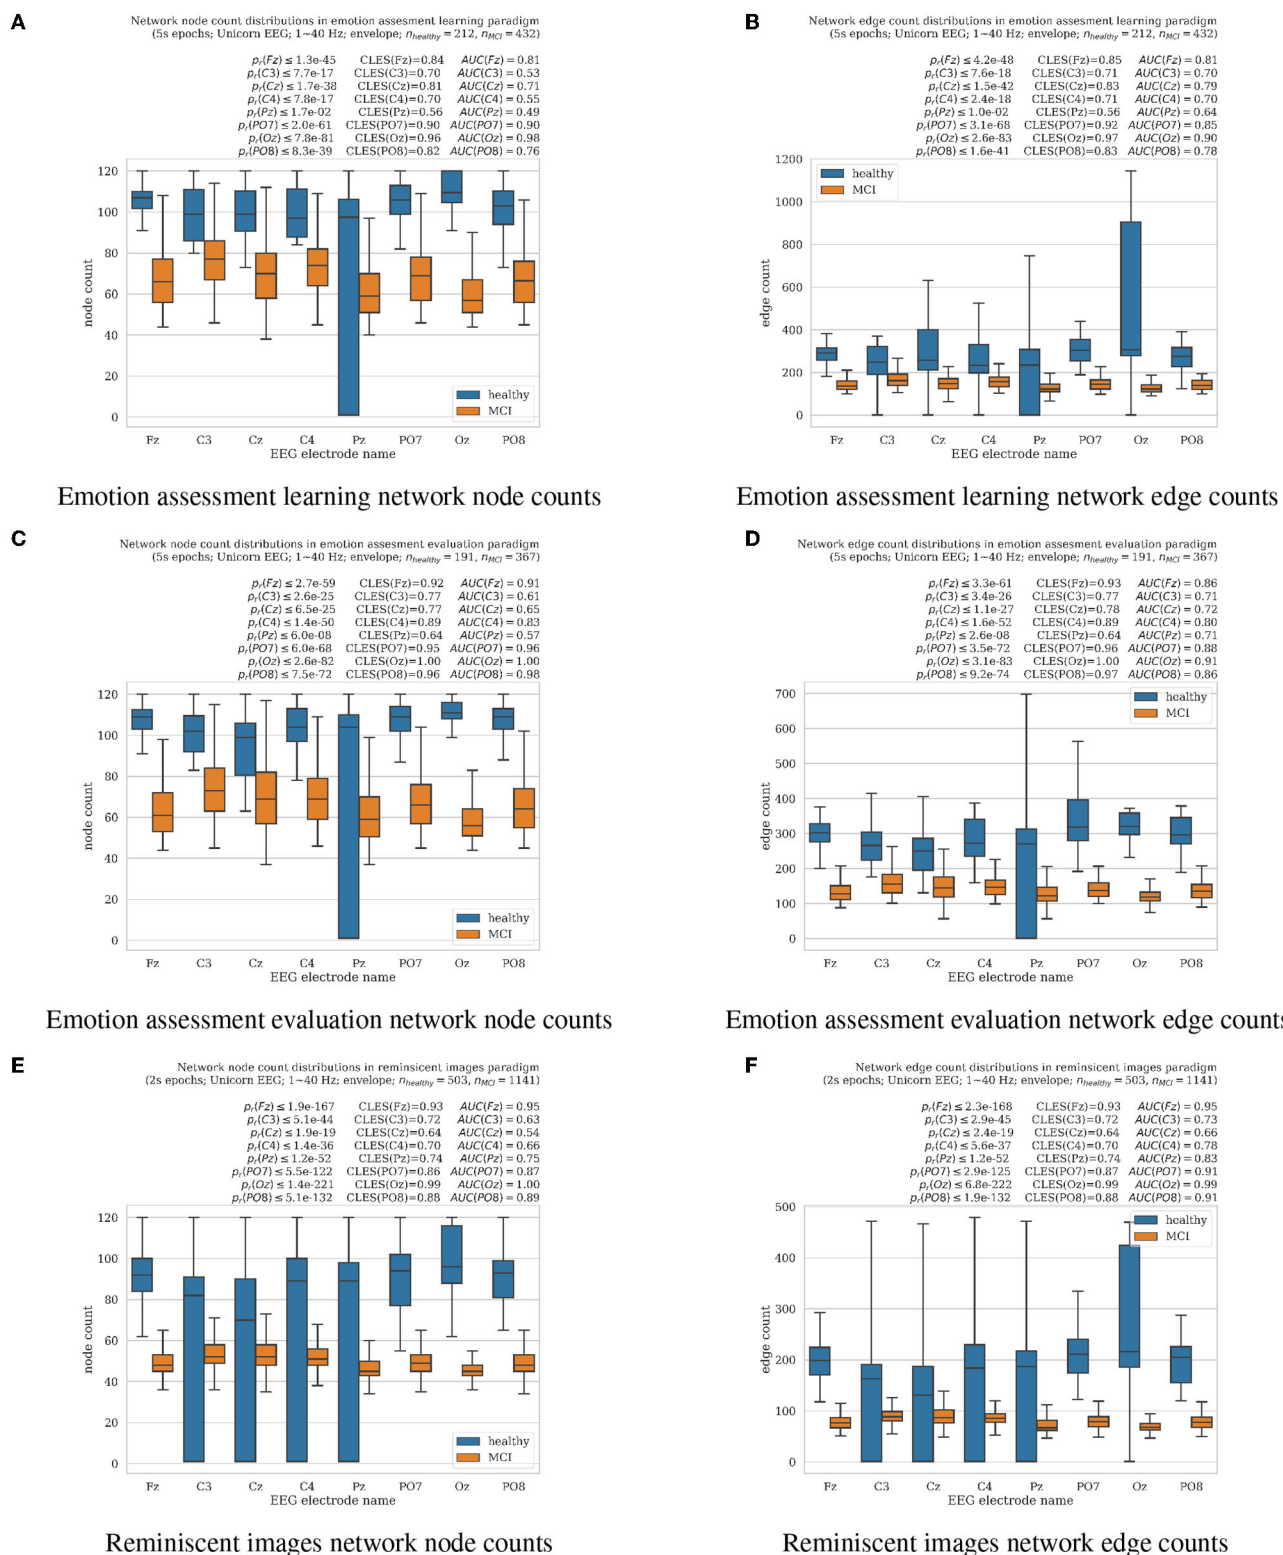 A
Network node count distributions in emotion assesment learning paradigm
(5s epochs; Unicorn EEG; 1~40 Hz; envelope; n_healthy = 212, n_MCI = 432)
p_r(Fz) ≤ 1.3e-45 CLES(Fz)=0.84 AUC(Fz) = 0.81
p_r(C3) ≤ 7.7e-17 CLES(C3)=0.70 AUC(C3) = 0.53
p_r(Cz) ≤ 1.7e-38 CLES(Cz)=0.81 AUC(Cz) = 0.71
p_r(C4) ≤ 7.8e-17 CLES(C4)=0.70 AUC(C4) = 0.55
p_r(Pz) ≤ 1.7e-02 CLES(Pz)=0.56 AUC(Pz) = 0.49
p_r(PO7) ≤ 2.0e-61 CLES(PO7)=0.90 AUC(PO7) = 0.90
p_r(Oz) ≤ 7.8e-81 CLES(Oz)=0.96 AUC(Oz) = 0.98
p_r(PO8) ≤ 8.3e-39 CLES(PO8)=0.82 AUC(PO8) = 0.76
120
100
80
60
40
20
0
node count
healthy
MCI
Fz C3 Cz C4 Pz PO7 Oz PO8
EEG electrode name
Emotion assessment learning network node counts
B
Network edge count distributions in emotion assesment learning paradigm
(5s epochs; Unicorn EEG; 1~40 Hz; envelope; n_healthy = 212, n_MCI = 432)
p_r(Fz) ≤ 4.2e-48 CLES(Fz)=0.85 AUC(Fz) = 0.81
p_r(C3) ≤ 7.6e-18 CLES(C3)=0.71 AUC(C3) = 0.70
p_r(Cz) ≤ 1.5e-42 CLES(Cz)=0.83 AUC(Cz) = 0.79
p_r(C4) ≤ 2.4e-18 CLES(C4)=0.71 AUC(C4) = 0.70
p_r(Pz) ≤ 1.0e-02 CLES(Pz)=0.56 AUC(Pz) = 0.64
p_r(PO7) ≤ 3.1e-68 CLES(PO7)=0.92 AUC(PO7) = 0.85
p_r(Oz) ≤ 2.6e-83 CLES(Oz)=0.97 AUC(Oz) = 0.90
p_r(PO8) ≤ 1.6e-41 CLES(PO8)=0.83 AUC(PO8) = 0.78
1200
1000
800
600
400
200
0
edge count
healthy
MCI
Fz C3 Cz C4 Pz PO7 Oz PO8
EEG electrode name
Emotion assessment learning network edge counts
C
Network node count distributions in emotion assesment evaluation paradigm
(5s epochs; Unicorn EEG; 1~40 Hz; envelope; n_healthy = 191, n_MCI = 367)
p_r(Fz) ≤ 2.7e-59 CLES(Fz)=0.92 AUC(Fz) = 0.91
p_r(C3) ≤ 2.6e-25 CLES(C3)=0.77 AUC(C3) = 0.61
p_r(Cz) ≤ 6.5e-25 CLES(Cz)=0.77 AUC(Cz) = 0.65
p_r(C4) ≤ 1.4e-50 CLES(C4)=0.89 AUC(C4) = 0.83
p_r(Pz) ≤ 6.0e-08 CLES(Pz)=0.64 AUC(Pz) = 0.57
p_r(PO7) ≤ 6.0e-68 CLES(PO7)=0.95 AUC(PO7) = 0.96
p_r(Oz) ≤ 2.6e-82 CLES(Oz)=1.00 AUC(Oz) = 1.00
p_r(PO8) ≤ 7.5e-72 CLES(PO8)=0.96 AUC(PO8) = 0.98
120
100
80
60
40
20
0
node count
healthy
MCI
Fz C3 Cz C4 Pz PO7 Oz PO8
EEG electrode name
Emotion assessment evaluation network node counts
D
Network edge count distributions in emotion assesment evaluation paradigm
(5s epochs; Unicorn EEG; 1~40 Hz; envelope; n_healthy = 191, n_MCI = 367)
p_r(Fz) ≤ 3.3e-61 CLES(Fz)=0.93 AUC(Fz) = 0.86
p_r(C3) ≤ 3.4e-26 CLES(C3)=0.77 AUC(C3) = 0.71
p_r(Cz) ≤ 1.1e-27 CLES(Cz)=0.78 AUC(Cz) = 0.72
p_r(C4) ≤ 1.6e-52 CLES(C4)=0.89 AUC(C4) = 0.80
p_r(Pz) ≤ 2.6e-08 CLES(Pz)=0.64 AUC(Pz) = 0.71
p_r(PO7) ≤ 3.5e-72 CLES(PO7)=0.96 AUC(PO7) = 0.88
p_r(Oz) ≤ 3.1e-83 CLES(Oz)=1.00 AUC(Oz) = 0.91
p_r(PO8) ≤ 9.2e-74 CLES(PO8)=0.97 AUC(PO8) = 0.86
700
600
500
400
300
200
100
0
edge count
healthy
MCI
Fz C3 Cz C4 Pz PO7 Oz PO8
EEG electrode name
Emotion assessment evaluation network edge counts
E
Network node count distributions in reminsicent images paradigm
(2s epochs; Unicorn EEG; 1~40 Hz; envelope; n_healthy = 503, n_MCI = 1141)
p_r(Fz) ≤ 1.9e-167 CLES(Fz)=0.93 AUC(Fz) = 0.95
p_r(C3) ≤ 5.1e-44 CLES(C3)=0.72 AUC(C3) = 0.63
p_r(Cz) ≤ 1.9e-19 CLES(Cz)=0.64 AUC(Cz) = 0.54
p_r(C4) ≤ 1.4e-36 CLES(C4)=0.70 AUC(C4) = 0.66
p_r(Pz) ≤ 1.2e-52 CLES(Pz)=0.74 AUC(Pz) = 0.75
p_r(PO7) ≤ 5.5e-122 CLES(PO7)=0.86 AUC(PO7) = 0.87
p_r(Oz) ≤ 1.4e-221 CLES(Oz)=0.99 AUC(Oz) = 1.00
p_r(PO8) ≤ 5.1e-132 CLES(PO8)=0.88 AUC(PO8) = 0.89
120
100
80
60
40
20
0
node count
healthy
MCI
Fz C3 Cz C4 Pz PO7 Oz PO8
EEG electrode name
Reminiscent images network node counts
F
Network edge count distributions in reminsicent images paradigm
(2s epochs; Unicorn EEG; 1~40 Hz; envelope; n_healthy = 503, n_MCI = 1141)
p_r(Fz) ≤ 2.3e-168 CLES(Fz)=0.93 AUC(Fz) = 0.95
p_r(C3) ≤ 2.9e-45 CLES(C3)=0.72 AUC(C3) = 0.73
p_r(Cz) ≤ 2.4e-19 CLES(Cz)=0.64 AUC(Cz) = 0.66
p_r(C4) ≤ 5.6e-37 CLES(C4)=0.70 AUC(C4) = 0.78
p_r(Pz) ≤ 1.2e-52 CLES(Pz)=0.74 AUC(Pz) = 0.83
p_r(PO7) ≤ 2.9e-125 CLES(PO7)=0.87 AUC(PO7) = 0.91
p_r(Oz) ≤ 6.8e-222 CLES(Oz)=0.99 AUC(Oz) = 0.99
p_r(PO8) ≤ 1.9e-132 CLES(PO8)=0.88 AUC(PO8) = 0.91
500
400
300
200
100
0
edge count
healthy
MCI
Fz C3 Cz C4 Pz PO7 Oz PO8
EEG electrode name
Reminiscent images network edge counts